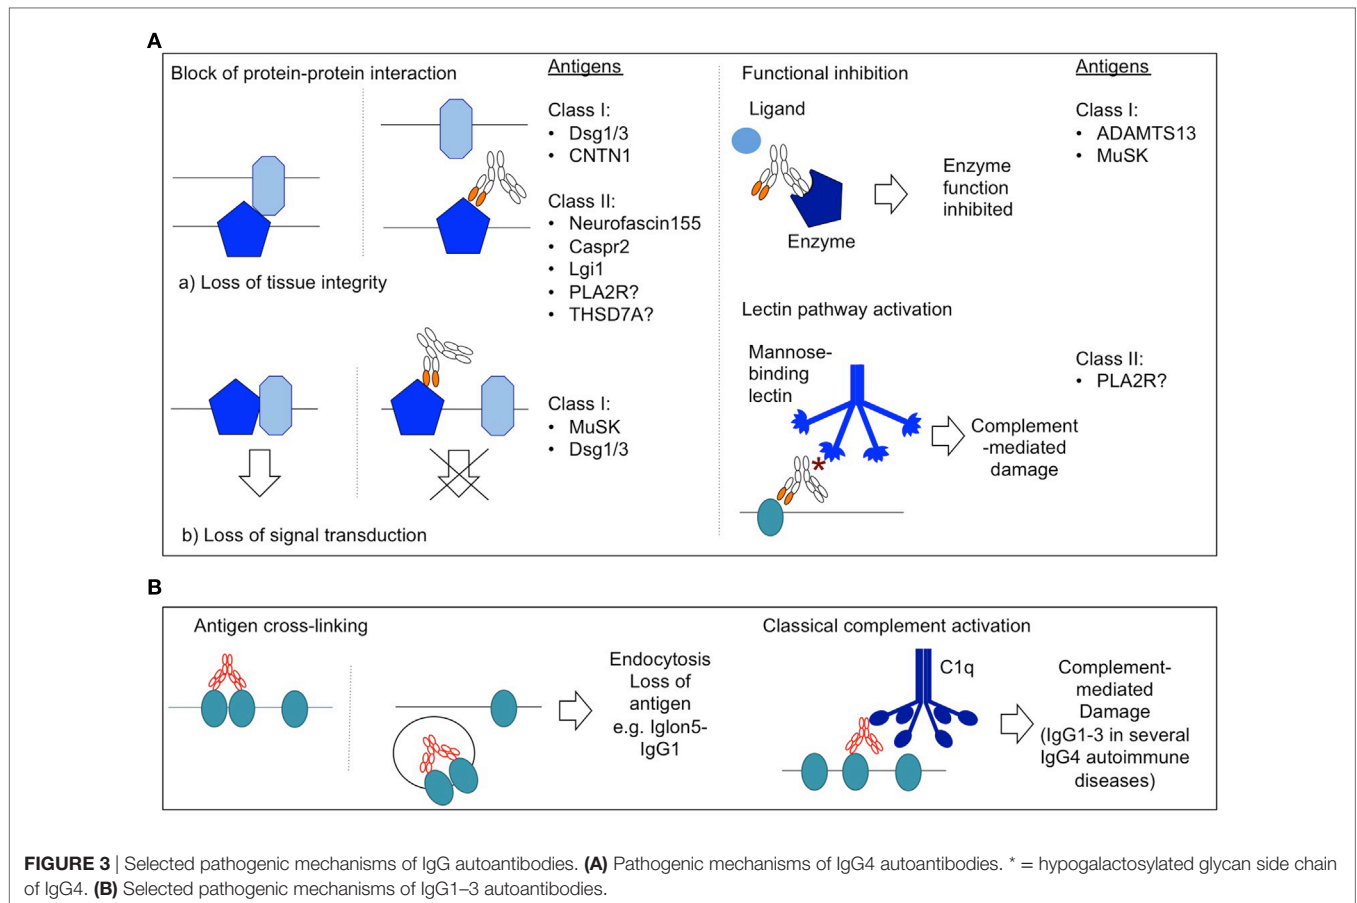 A
Block of protein-protein interaction
Antigens
Class I:
• Dsg1/3
• CNTN1
Class II:
• Neurofascin155
• Caspr2
• Lgi1
• PLA2R?
• THSD7A?
a) Loss of tissue integrity
Class I:
• MuSK
• Dsg1/3
b) Loss of signal transduction
Functional inhibition
Antigens
Ligand
Class I:
• ADAMTS13
• MuSK
Enzyme
function
inhibited
Enzyme
Lectin pathway activation
Mannose-
binding
lectin
Class II:
• PLA2R?
Complement
-mediated
damage
*
B
Antigen cross-linking
Endocytosis
Loss of
antigen
e.g. Iglon5-
IgG1
Classical complement activation
C1q
Complement-
mediated
Damage
(IgG1-3 in several
IgG4 autoimmune
diseases)
FIGURE 3 | Selected pathogenic mechanisms of IgG autoantibodies. (A) Pathogenic mechanisms of IgG4 autoantibodies. * = hypogalactosylated glycan side chain
of IgG4. (B) Selected pathogenic mechanisms of IgG1–3 autoantibodies.